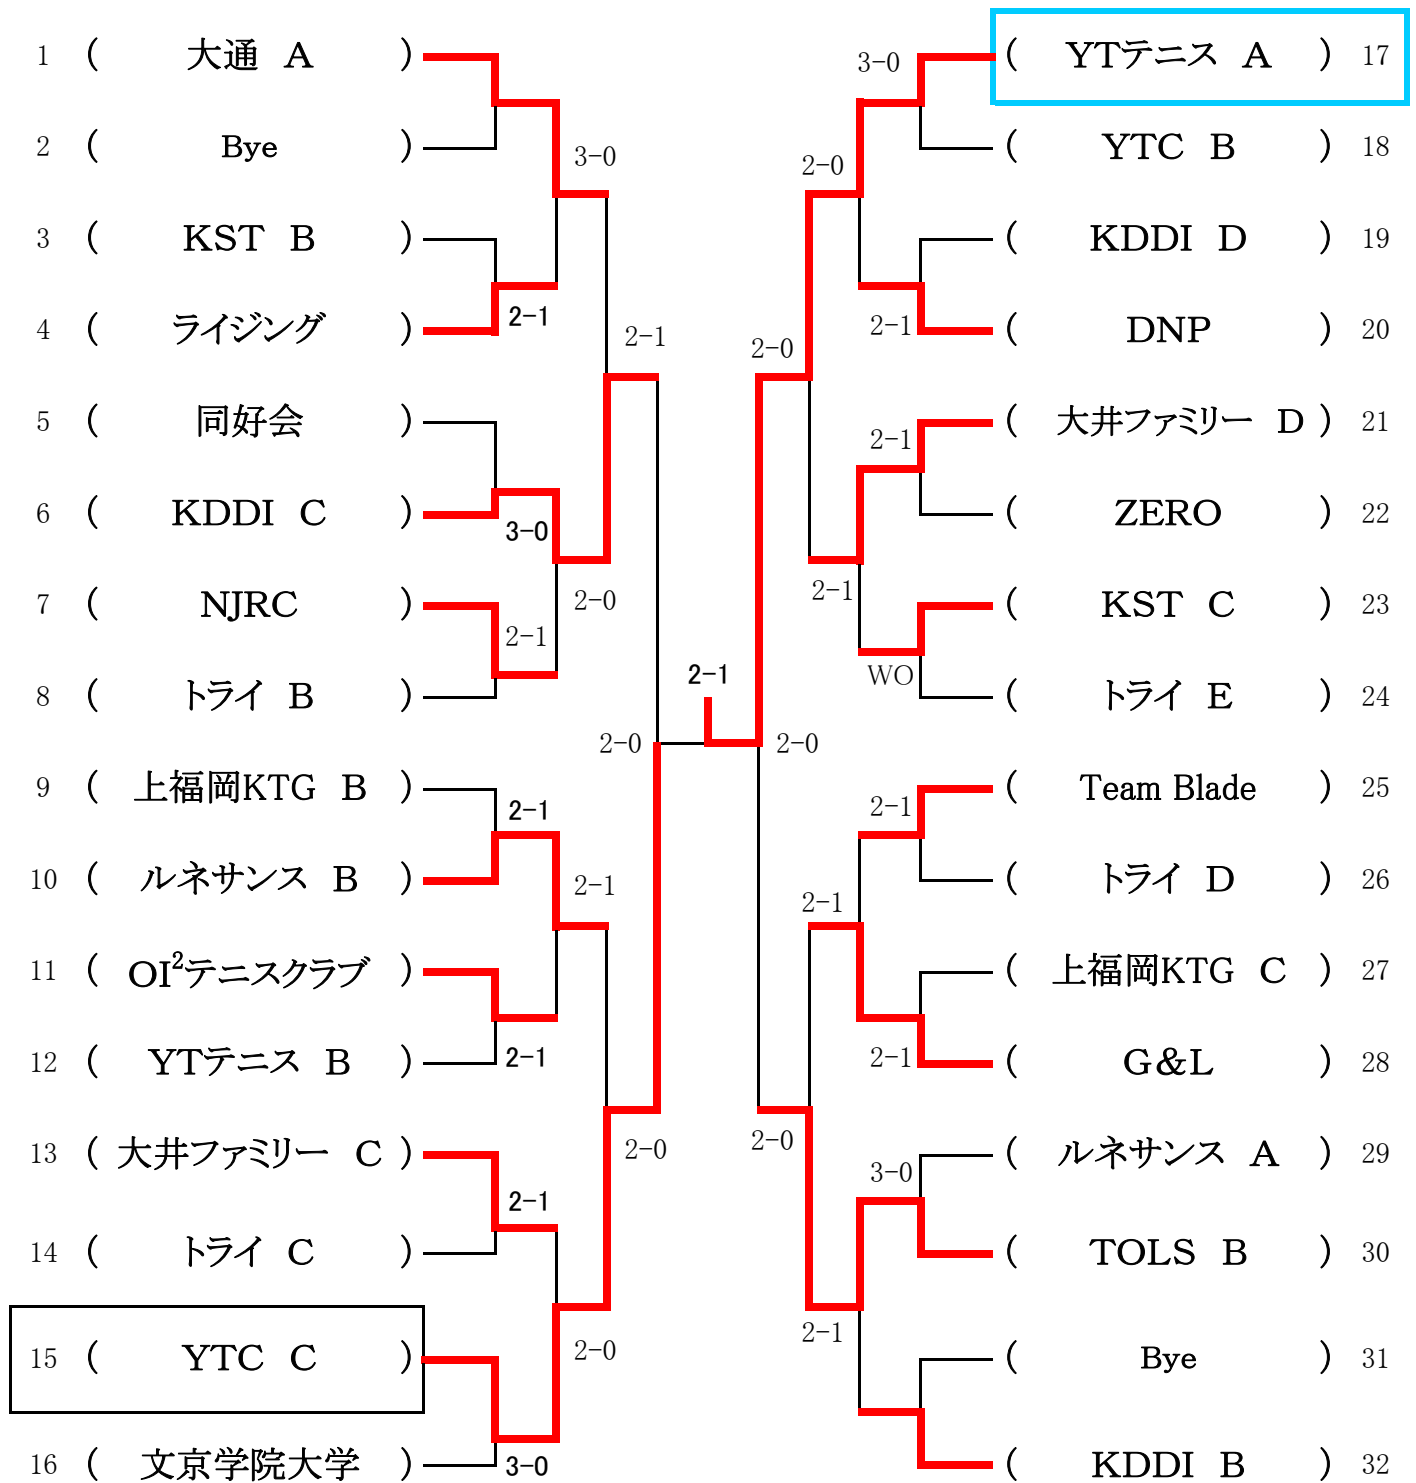 1 ( 大通 A )
2 ( Bye )
3-0
3 ( KST B )
4 ( ライジング )
2-1
2-1
5 ( 同好会 )
6 ( KDDI C )
3-0
2-0
7 ( NJRC )
2-1
8 ( トライ B )
2-0
9 ( 上福岡KTG B )
2-1
10 ( ルネサンス B )
2-1
11 ( OI²テニスクラブ )
12 ( YTテニス B )
2-1
13 ( 大井ファミリー C )
2-0
2-1
14 ( トライ C )
15 ( YTC C )
2-0
16 ( 文京学院大学 )
3-0
2-1
3-0
( YTテニス A ) 17
( YTC B ) 18
2-0
( KDDI D ) 19
2-1
( DNP ) 20
2-0
( 大井ファミリー D ) 21
2-1
( ZERO ) 22
2-1
( KST C ) 23
WO
( トライ E ) 24
2-0
( Team Blade ) 25
2-1
( トライ D ) 26
2-1
( 上福岡KTG C ) 27
2-1
( G&L ) 28
2-0
( ルネサンス A ) 29
3-0
( TOLS B ) 30
2-1
( Bye ) 31
( KDDI B ) 32